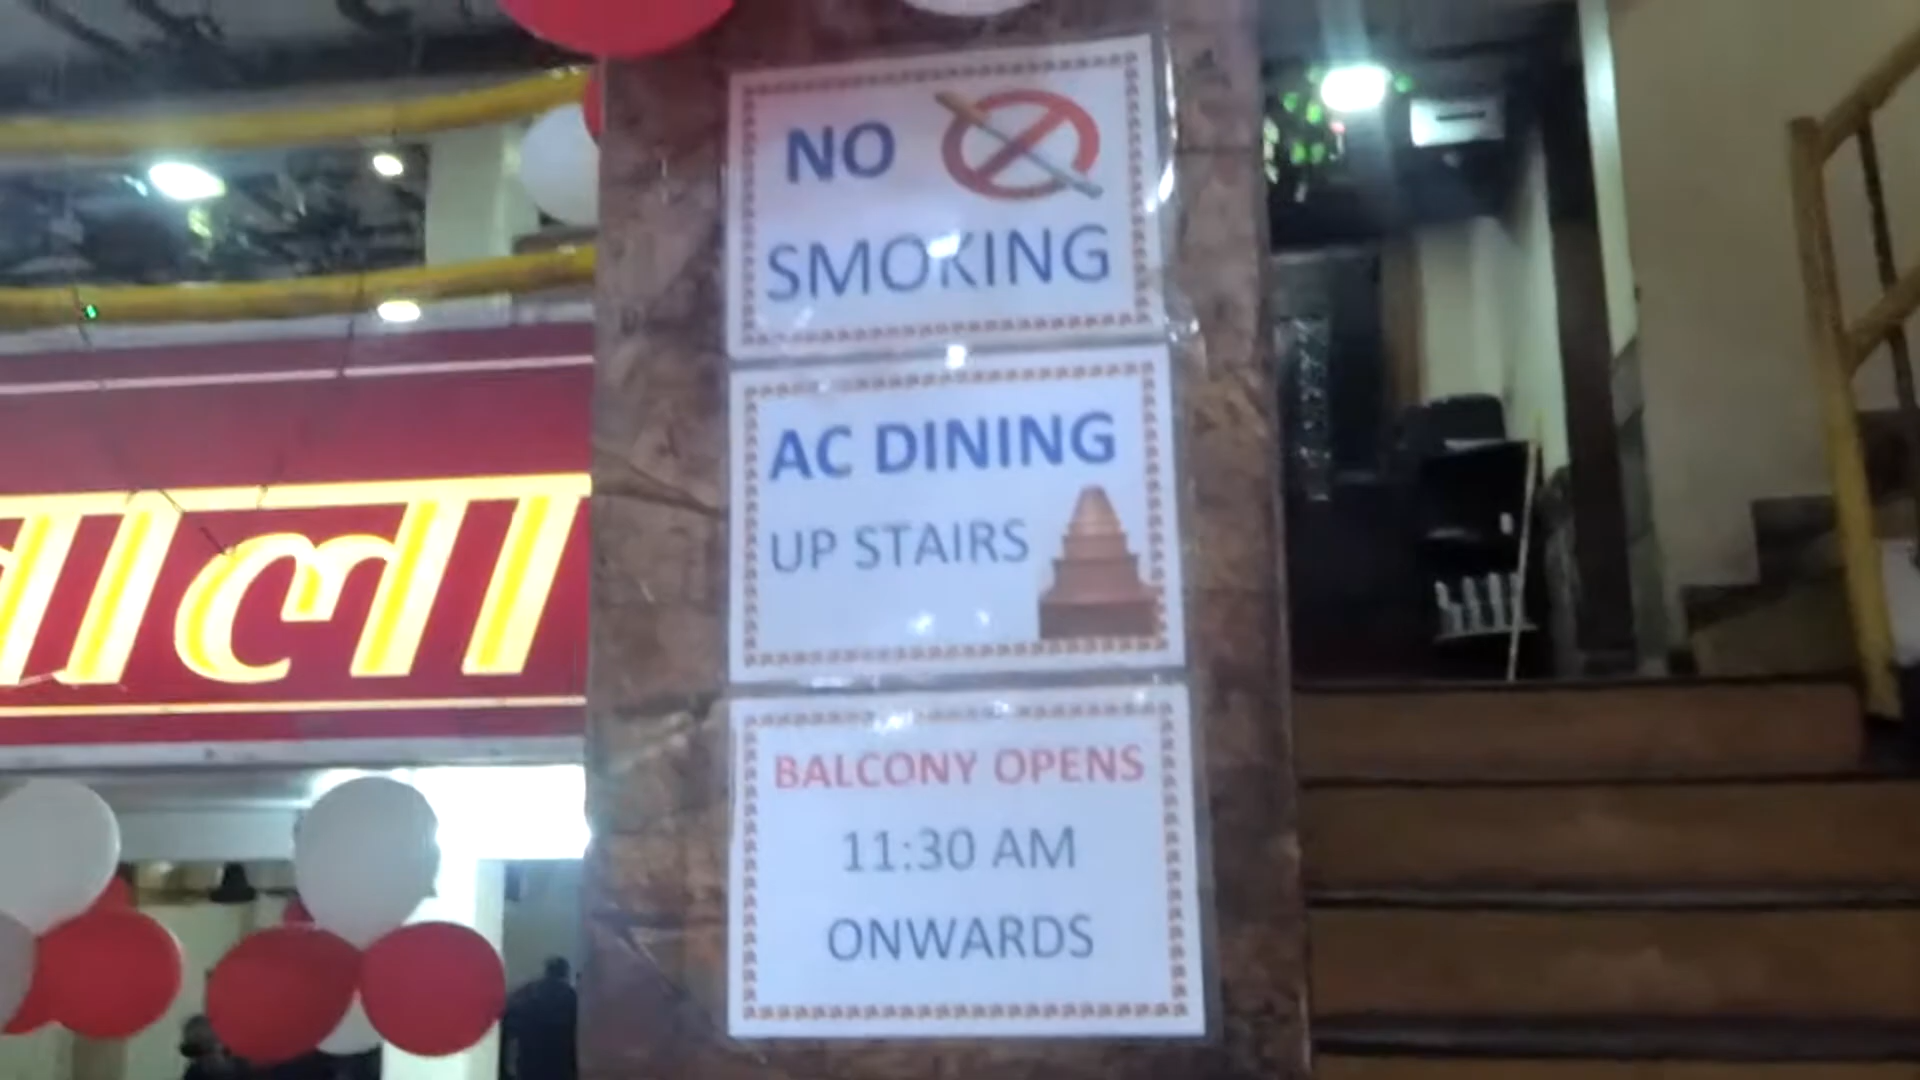 NO
SMOKING
AC DINING
UP STAIRS
BALCONY OPENS
11:30 AM
ONWARDS